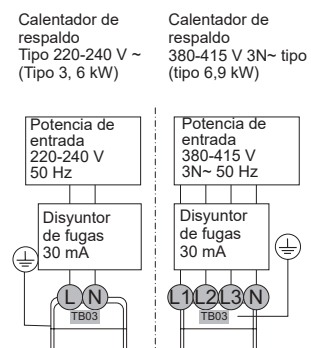 Calentador de
respaldo
Tipo 220-240 V ~
(Tipo 3, 6 kW)
Calentador de
respaldo
380-415 V 3N~ tipo
(tipo 6,9 kW)
Potencia de
entrada
220-240 V
50 Hz
Potencia de
entrada
380-415 V
3N~ 50 Hz
Disyuntor
de fugas
30 mA
Disyuntor
de fugas
30 mA
L N
TB03
L1 L2 L3 N
TB03